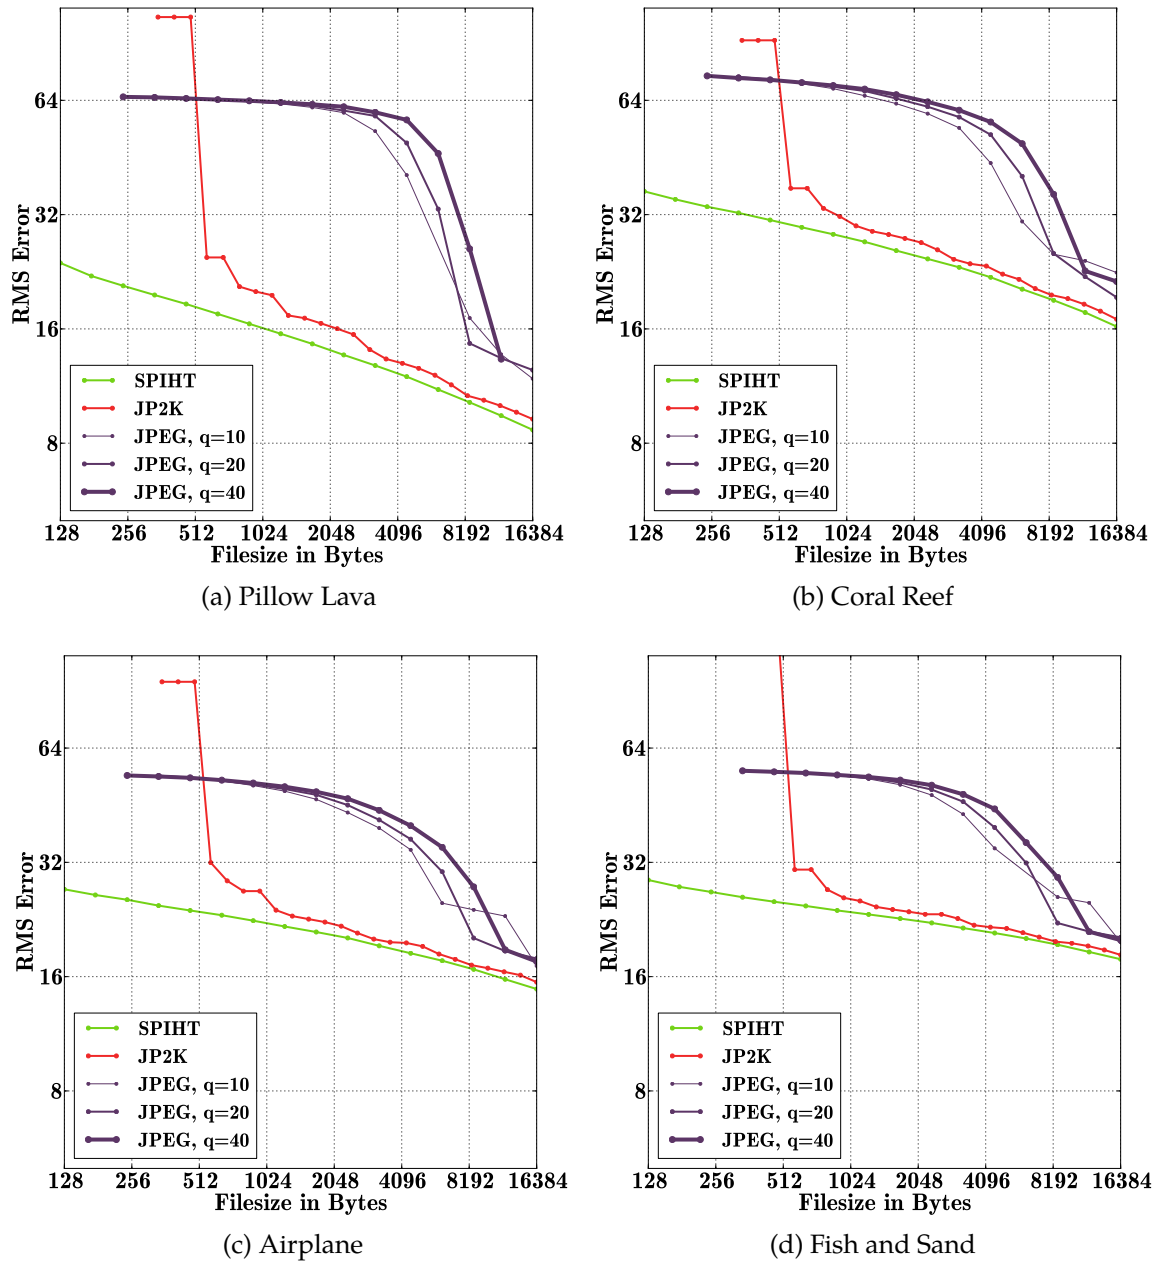 64
32
16
8
RMS Error
SPIHT
JP2K
JPEG, q=10
JPEG, q=20
JPEG, q=40
128 256 512 1024 2048 4096 8192 16384
Filesize in Bytes
(a) Pillow Lava
64
32
16
8
RMS Error
SPIHT
JP2K
JPEG, q=10
JPEG, q=20
JPEG, q=40
128 256 512 1024 2048 4096 8192 16384
Filesize in Bytes
(b) Coral Reef
64
32
16
8
RMS Error
SPIHT
JP2K
JPEG, q=10
JPEG, q=20
JPEG, q=40
128 256 512 1024 2048 4096 8192 16384
Filesize in Bytes
(c) Airplane
64
32
16
8
RMS Error
SPIHT
JP2K
JPEG, q=10
JPEG, q=20
JPEG, q=40
128 256 512 1024 2048 4096 8192 16384
Filesize in Bytes
(d) Fish and Sand